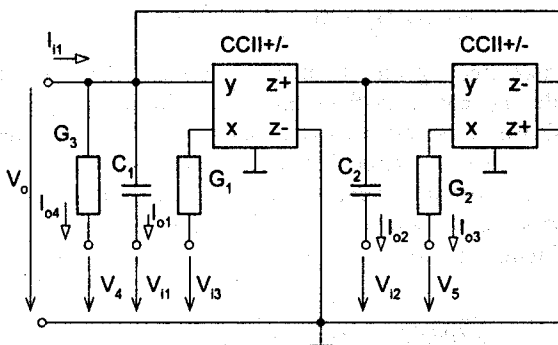 CCII+/-
CCII+/-
I_i1
y
z+
y
z-
x
z-
x
z+
G_3
C_1
G_1
C_2
G_2
V_o
I_o4
I_o1
I_o2
I_o3
V_4
V_i1
V_i3
V_i2
V_5